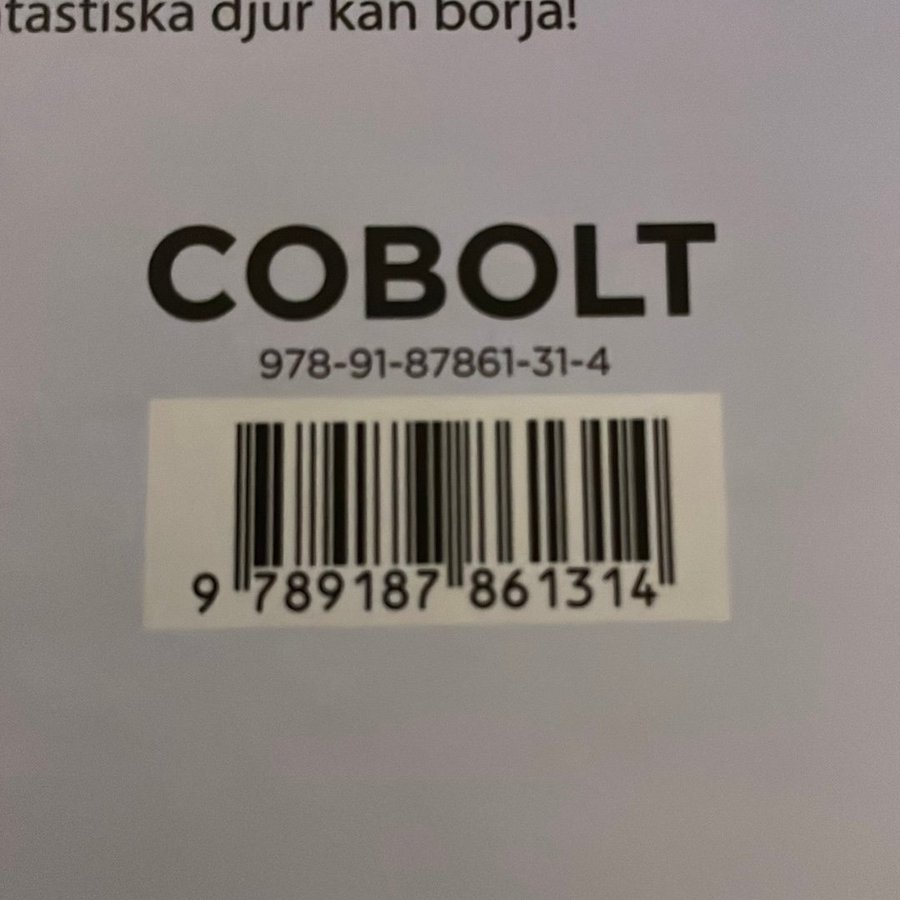 tastiska djur kan börja!
COBOLT
978-91-87861-31-4
9 789187 861314